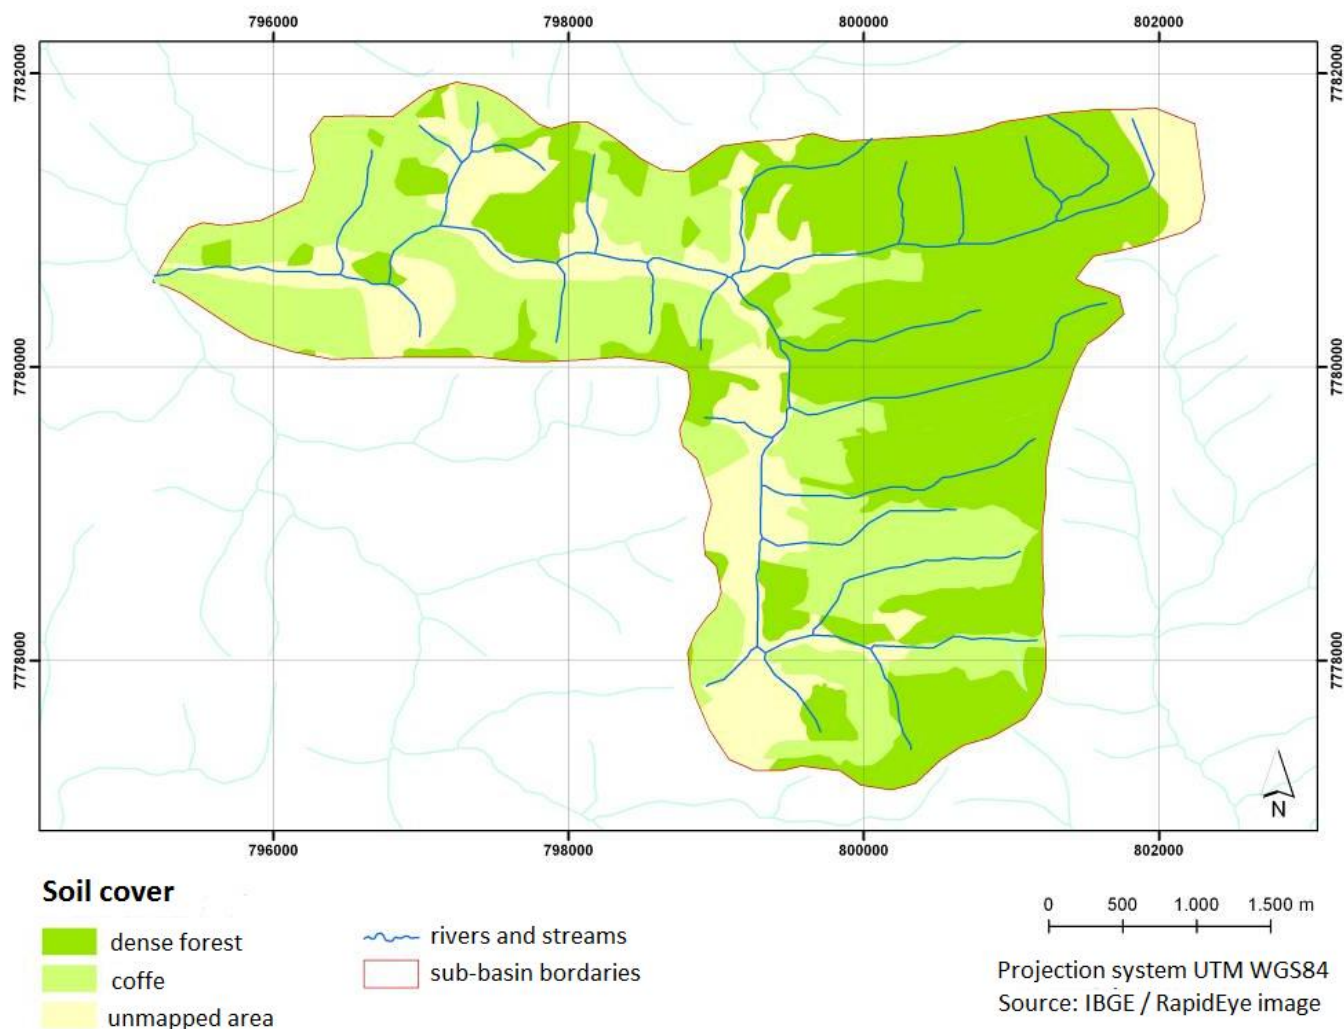 796000 798000 800000 802000
7782000 7782000
7780000 7780000
7778000 7778000
796000 798000 800000 802000
N
Soil cover
dense forest
coffe
unmapped area
rivers and streams
sub-basin bordaries
0 500 1.000 1.500 m
Projection system UTM WGS84
Source: IBGE / RapidEye image